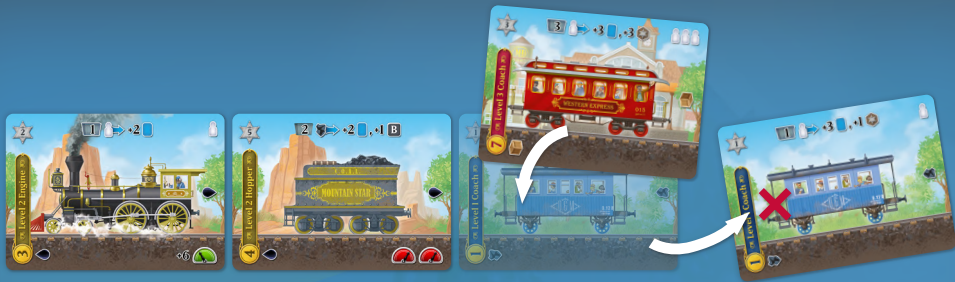 2
1
+2
Level 2 Engine
3
+6
5
2
+2, +1 B
Level 2 Hopper
MOUNTAIN STAR
4
1
Level 1 Coach
1
3
3
+3, +3
Level 3 Coach
WESTERN EXPRESS
013
7
1
1
+3, +1
Level 1 Coach
1